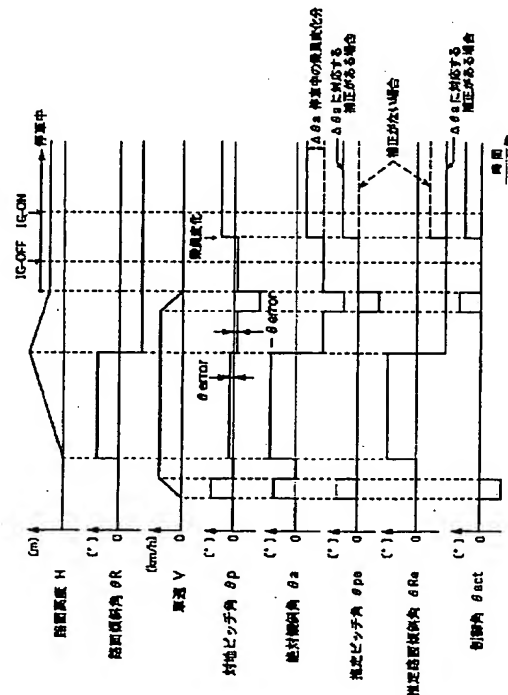 IG-OFF IG-ON
停車中
路面高度 H
(m)
0
路面傾斜角 θR
(°)
0
車速 V
(km/h)
0
対地ピッチ角 θp
(°)
0
θerror
-θerror
乗員変化
絶対傾斜角 θa
(°)
0
Δθa 停車中の乗員変化分
推定ピッチ角 θpe
(°)
0
Δθaに対応する
補正がある場合
補正がない場合
推定路面傾斜角 θRe
(°)
0
Δθaに対応する
補正がある場合
制御角 θact
(°)
0
時間